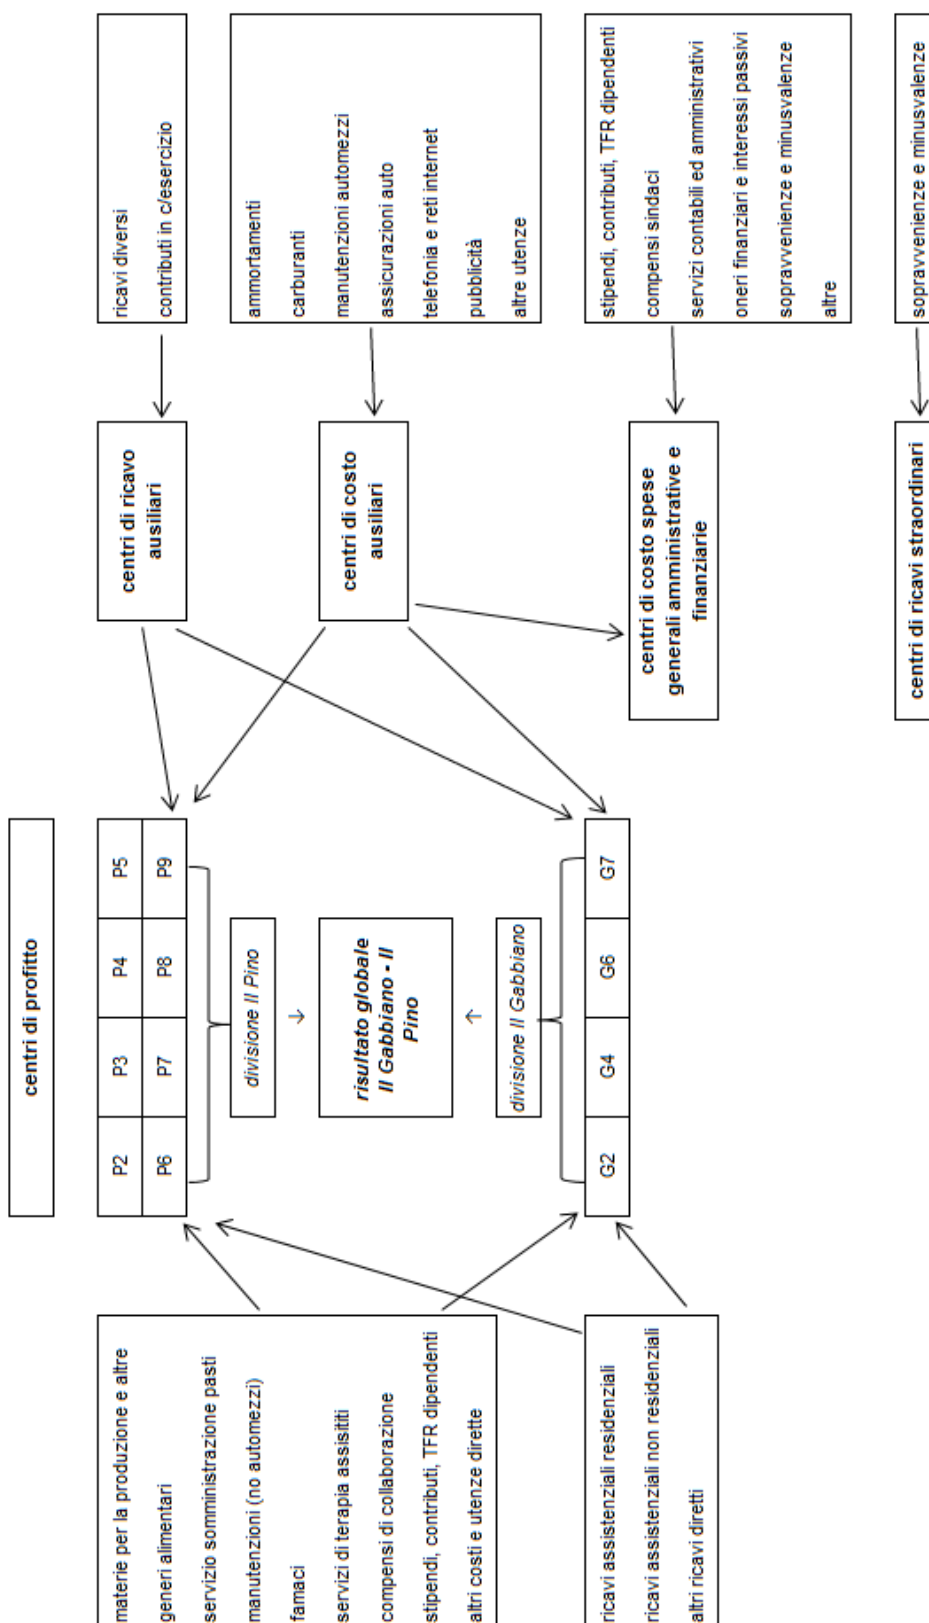 centri di profitto
materie per la produzione e altre
generi alimentari
servizio somministrazione pasti
manutenzioni (no automezzi)
famaci
servizi di terapia assisititi
compensi di collaborazione
stipendi, contributi, TFR dipendenti
altri costi e utenze dirette
ricavi assistenziali residenziali
ricavi assistenziali non residenziali
altri ricavi diretti
P2
P3
P4
P5
P6
P7
P8
P9
divisione Il Pino
↓
risultato globale
Il Gabbiano - Il
Pino
↑
divisione Il Gabbiano
G2
G4
G6
G7
centri di ricavo
ausiliari
centri di costo
ausiliari
centri di costo spese
generali amministrative e
finanziarie
centri di ricavi straordinari
ricavi diversi
contributi in c/esercizio
ammortamenti
carburanti
manutenzioni automezzi
assicurazioni auto
telefonia e reti internet
pubblicità
altre utenze
stipendi, contributi, TFR dipendenti
compensi sindaci
servizi contabili ed amministrativi
oneri finanziari e interessi passivi
sopravvenienze e minusvalenze
altre
sopravvenienze e minusvalenze